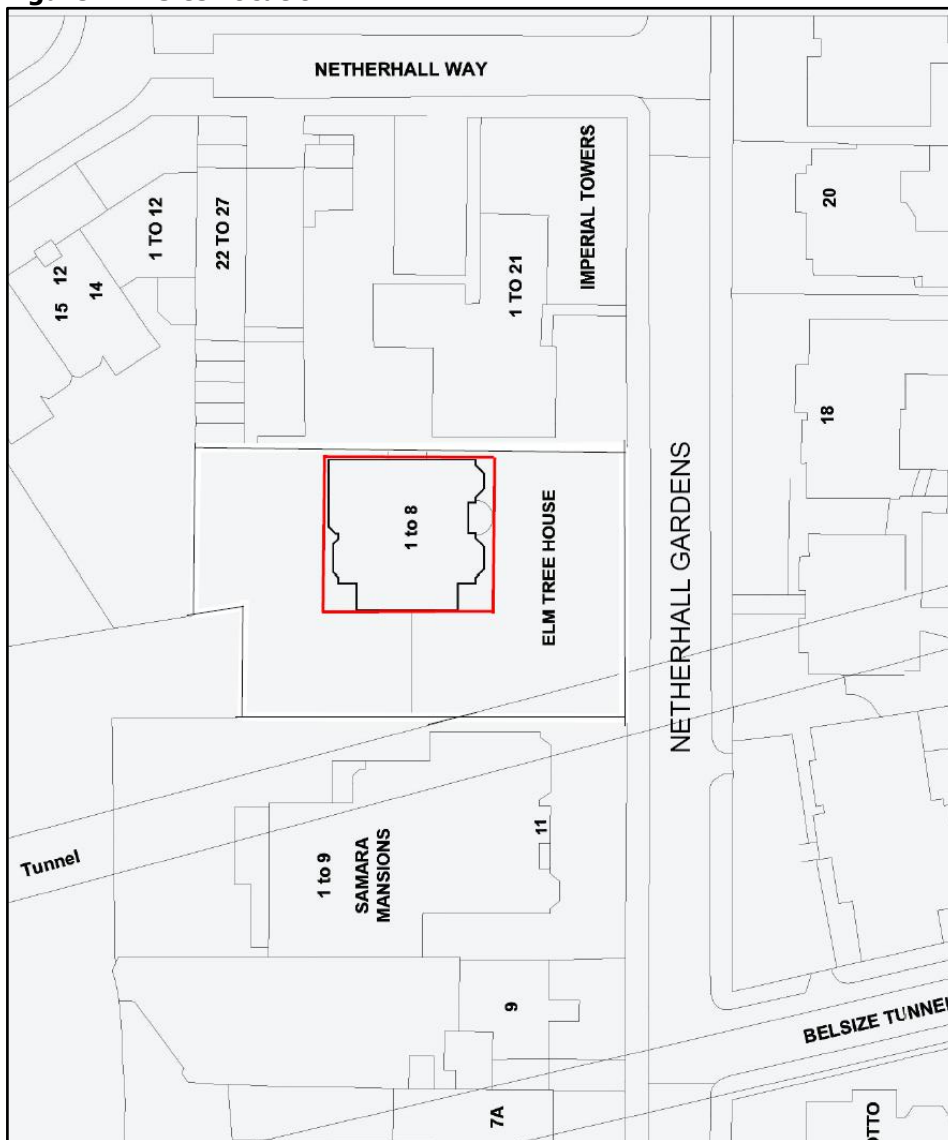 NETHERHALL WAY
IMPERIAL TOWERS
20
1 TO 12
22 TO 27
12
15
14
1 TO 21
18
1 to 8
ELM TREE HOUSE
NETHERHALL GARDENS
Tunnel
1 to 9
SAMARA
MANSIONS
11
9
BELSIZE TUNNEL
7A
OTTO